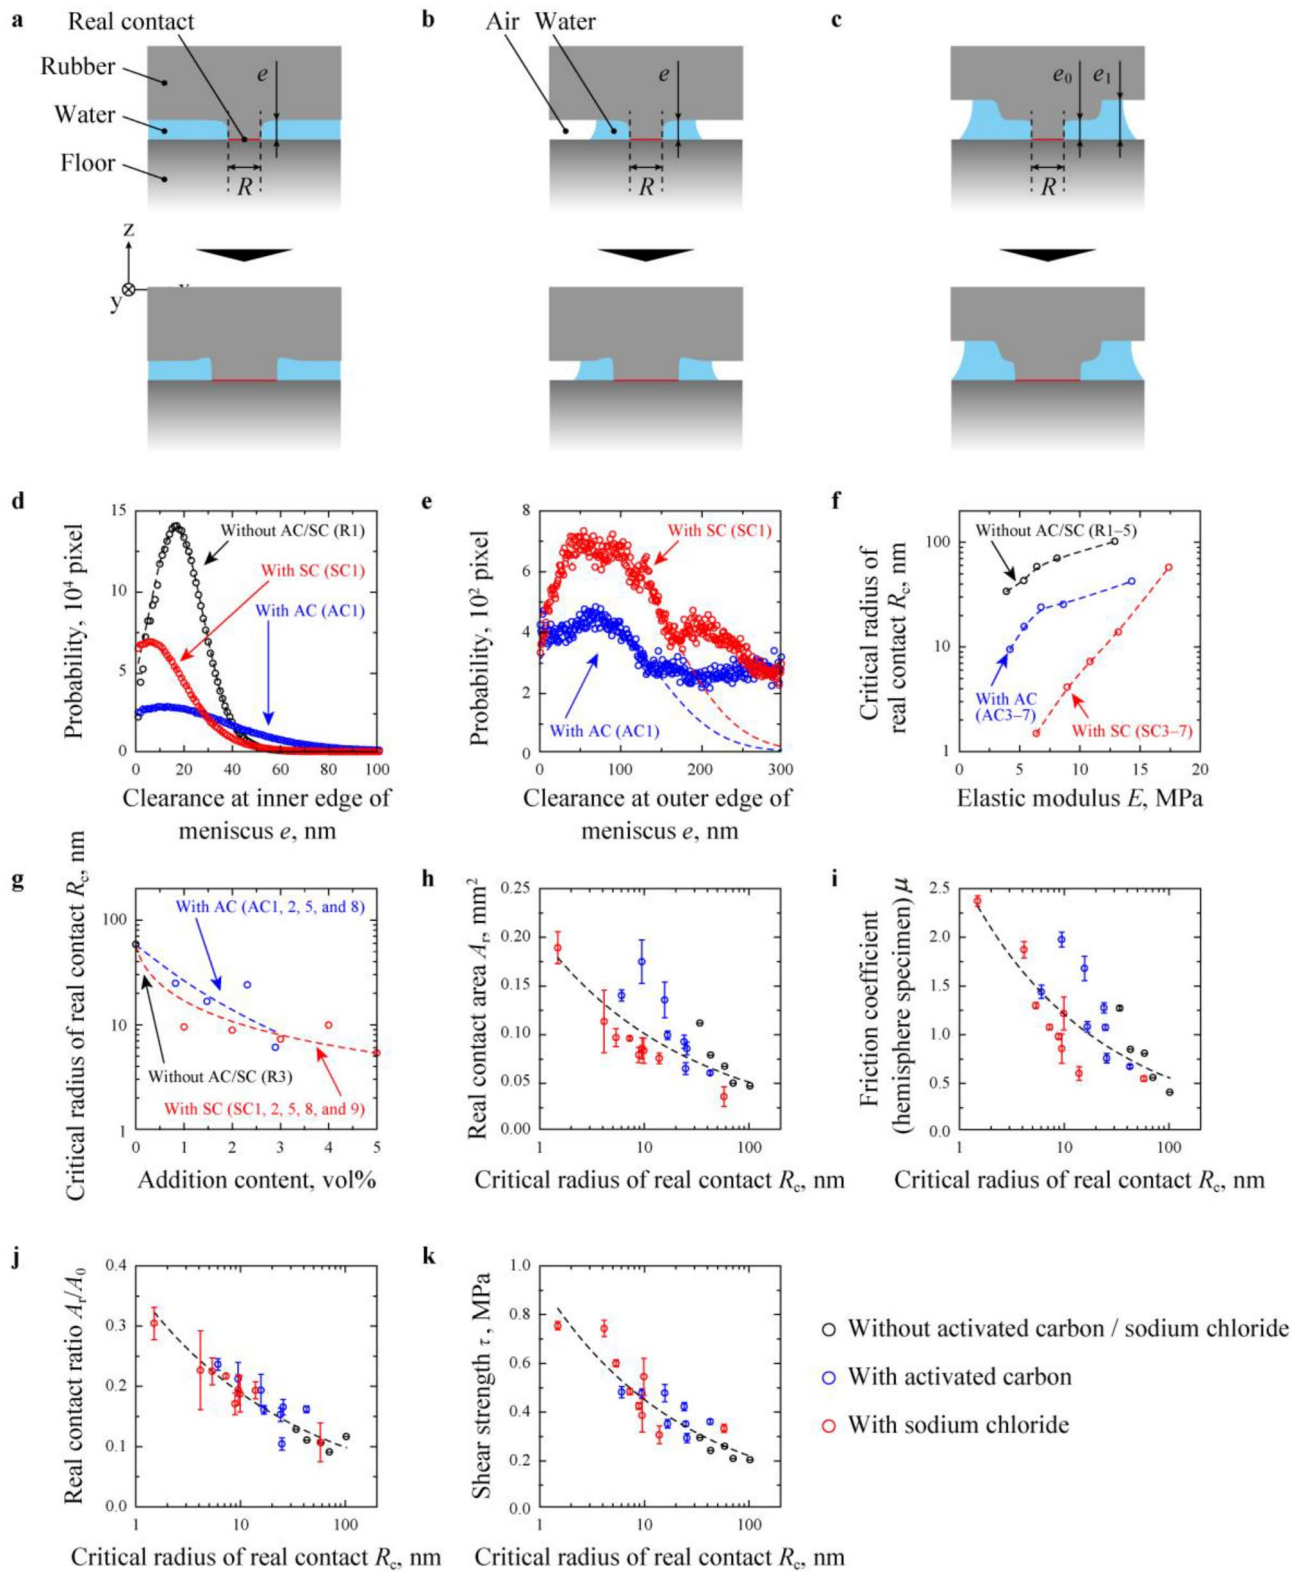 a
Real contact
Rubber
Water
Floor
e
R
b
Air Water
e
R
c
e₀ e₁
R
z
y
d
Probability, 10⁴ pixel
15
10
5
0
Without AC/SC (R1)
With SC (SC1)
With AC (AC1)
0 20 40 60 80 100
Clearance at inner edge of
meniscus e, nm
e
Probability, 10² pixel
8
6
4
2
0
With SC (SC1)
With AC (AC1)
0 100 200 300
Clearance at outer edge of
meniscus e, nm
f
Critical radius of
real contact Rc, nm
100
10
1
Without AC/SC (R1–5)
With AC
(AC3–7)
With SC (SC3–7)
0 5 10 15 20
Elastic modulus E, MPa
g
Critical radius of real contact Rc, nm
100
10
1
With AC (AC1, 2, 5, and 8)
Without AC/SC (R3)
With SC (SC1, 2, 5, 8, and 9)
0 1 2 3 4 5
Addition content, vol%
h
Real contact area Ar, mm²
0.25
0.20
0.15
0.10
0.05
0.00
1 10 100
Critical radius of real contact Rc, nm
i
Friction coefficient
(hemisphere specimen) μ
2.5
2.0
1.5
1.0
0.5
0.0
1 10 100
Critical radius of real contact Rc, nm
j
Real contact ratio Ar/A0
0.4
0.3
0.2
0.1
0.0
1 10 100
Critical radius of real contact Rc, nm
k
Shear strength τ, MPa
1.0
0.8
0.6
0.4
0.2
0.0
1 10 100
Critical radius of real contact Rc, nm
Without activated carbon / sodium chloride
With activated carbon
With sodium chloride